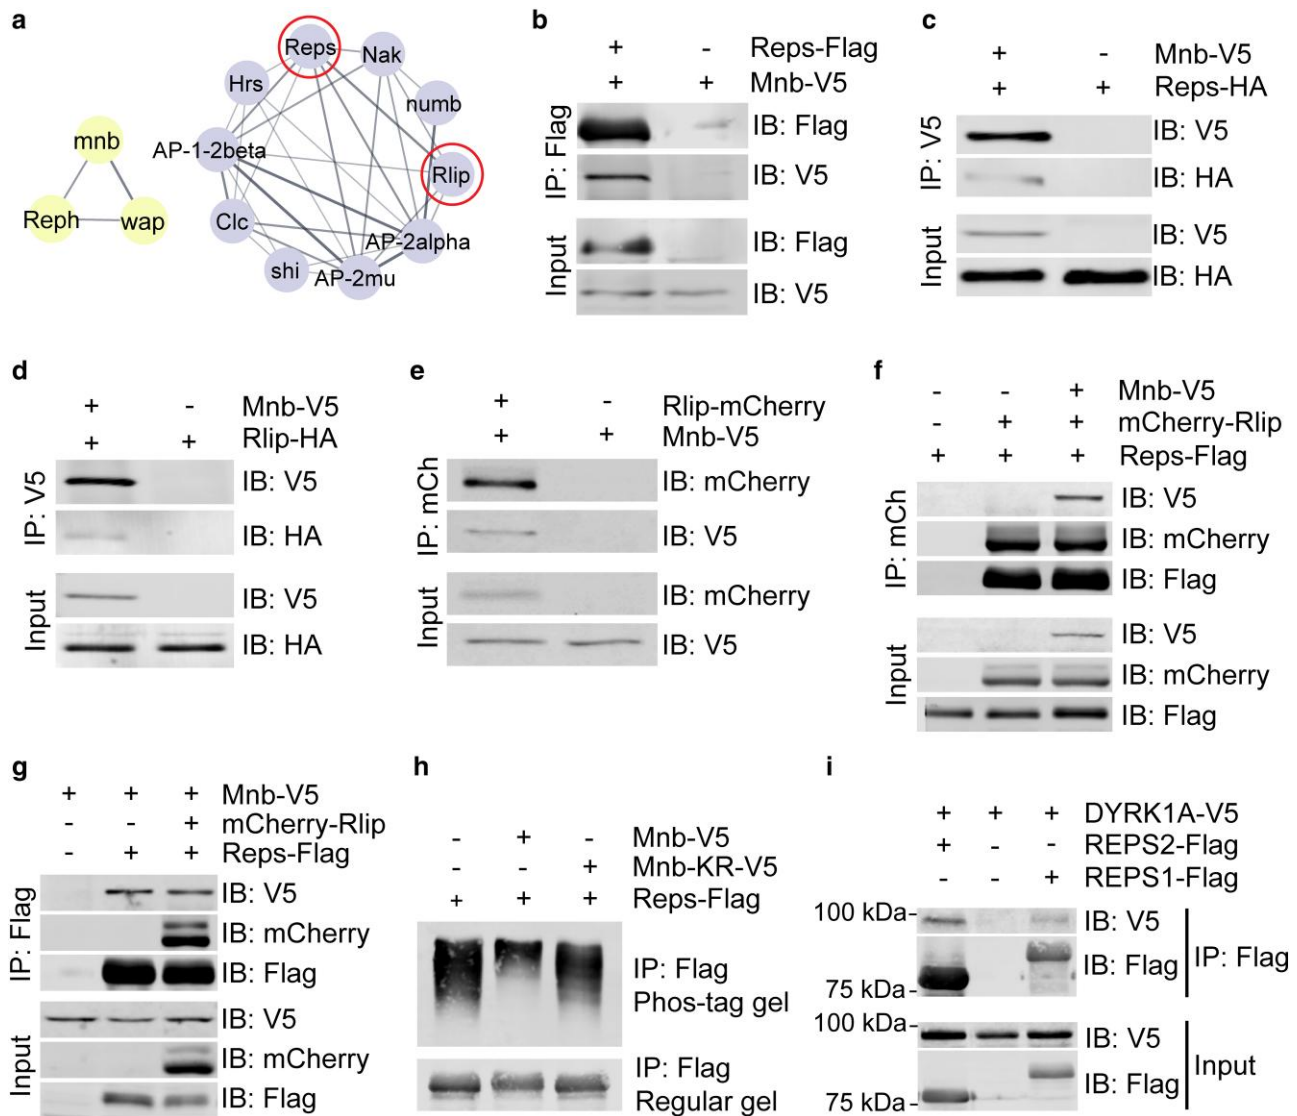 a
Reps
Nak
Hrs
numb
mnb
AP-1-2beta
Rlip
Reph
wap
Clc
AP-2alpha
shi
AP-2mu
b
+ - Reps-Flag
+ + Mnb-V5
IP: Flag
IB: Flag
IB: V5
Input
IB: Flag
IB: V5
c
+ - Mnb-V5
+ + Reps-HA
IP: V5
IB: V5
IB: HA
Input
IB: V5
IB: HA
d
+ - Mnb-V5
+ + Rlip-HA
IP: V5
IB: V5
IB: HA
Input
IB: V5
IB: HA
e
+ - Rlip-mCherry
+ + Mnb-V5
IP: mCh
IB: mCherry
IB: V5
Input
IB: mCherry
IB: V5
f
- - + Mnb-V5
- + + mCherry-Rlip
+ + + Reps-Flag
IP: mCh
IB: V5
IB: mCherry
IB: Flag
Input
IB: V5
IB: mCherry
IB: Flag
g
+ + + Mnb-V5
- - + mCherry-Rlip
- + + Reps-Flag
IP: Flag
IB: V5
IB: mCherry
IB: Flag
Input
IB: V5
IB: mCherry
IB: Flag
h
- + - Mnb-V5
- - + Mnb-KR-V5
+ + + Reps-Flag
IP: Flag
Phos-tag gel
IP: Flag
Regular gel
i
+ + + DYRK1A-V5
+ - - REPS2-Flag
- - + REPS1-Flag
100 kDa-
IB: V5
IB: Flag
IP: Flag
75 kDa-
100 kDa-
IB: V5
IB: Flag
Input
75 kDa-